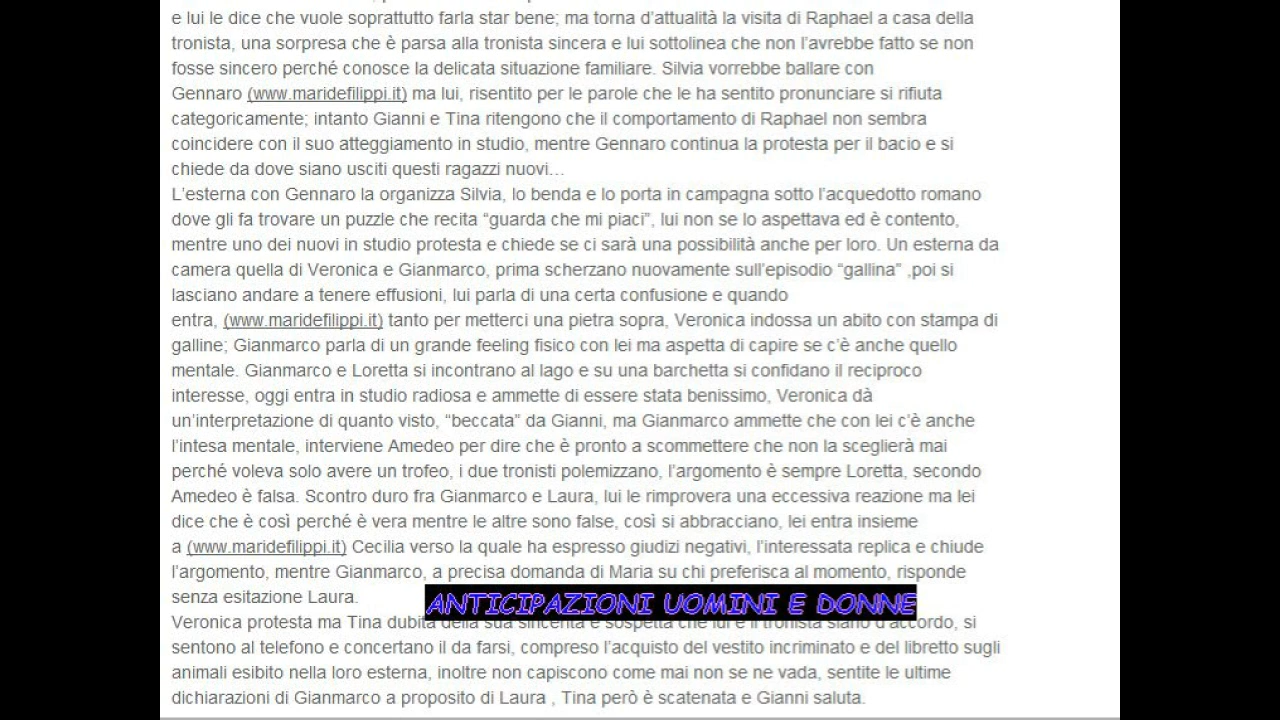 e lui le dice che vuole soprattutto farla star bene; ma torna d’attualità la visita di Raphael a casa della
tronista, una sorpresa che è parsa alla tronista sincera e lui sottolinea che non l’avrebbe fatto se non
fosse sincero perché conosce la delicata situazione familiare. Silvia vorrebbe ballare con
Gennaro (www.maridefilippi.it) ma lui, risentito per le parole che le ha sentito pronunciare si rifiuta
categoricamente; intanto Gianni e Tina ritengono che il comportamento di Raphael non sembra
coincidere con il suo atteggiamento in studio, mentre Gennaro continua la protesta per il bacio e si
chiede da dove siano usciti questi ragazzi nuovi…
L’esterna con Gennaro la organizza Silvia, lo benda e lo porta in campagna sotto l’acquedotto romano
dove gli fa trovare un puzzle che recita “guarda che mi piaci”, lui non se lo aspettava ed è contento,
mentre uno dei nuovi in studio protesta e chiede se ci sarà una possibilità anche per loro. Un esterna da
camera quella di Veronica e Gianmarco, prima scherzano nuovamente sull’episodio “gallina” ,poi si
lasciano andare a tenere effusioni, lui parla di una certa confusione e quando
entra, (www.maridefilippi.it) tanto per metterci una pietra sopra, Veronica indossa un abito con stampa di
galline; Gianmarco parla di un grande feeling fisico con lei ma aspetta di capire se c’è anche quello
mentale. Gianmarco e Loretta si incontrano al lago e su una barchetta si confidano il reciproco
interesse, oggi entra in studio radiosa e ammette di essere stata benissimo, Veronica dà
un’interpretazione di quanto visto, “beccata” da Gianni, ma Gianmarco ammette che con lei c’è anche
l’intesa mentale, interviene Amedeo per dire che è pronto a scommettere che non la sceglierà mai
perché voleva solo avere un trofeo, i due tronisti polemizzano, l’argomento è sempre Loretta, secondo
Amedeo è falsa. Scontro duro fra Gianmarco e Laura, lui le rimprovera una eccessiva reazione ma lei
dice che è così perché è vera mentre le altre sono false, così si abbracciano, lei entra insieme
a (www.maridefilippi.it) Cecilia verso la quale ha espresso giudizi negativi, l’interessata replica e chiude
l’argomento, mentre Gianmarco, a precisa domanda di Maria su chi preferisca al momento, risponde
senza esitazione Laura.
ANTICIPAZIONI UOMINI E DONNE
Veronica protesta ma Tina dubita della sua sincerità e sospetta che lui e il tronista siano d’accordo, si
sentono al telefono e concertano il da farsi, compreso l’acquisto del vestito incriminato e del libretto sugli
animali esibito nella loro esterna, inoltre non capiscono come mai non se ne vada, sentite le ultime
dichiarazioni di Gianmarco a proposito di Laura , Tina però è scatenata e Gianni saluta.